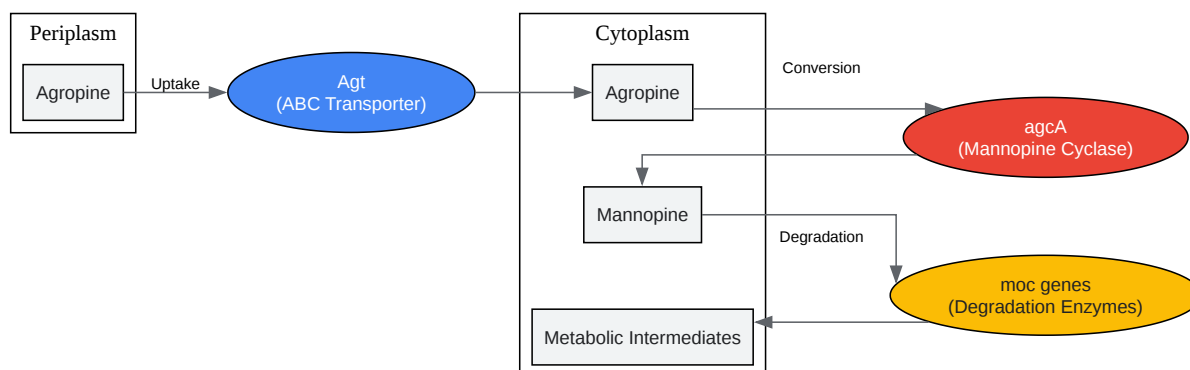 Periplasm
Agropine
Uptake
Agt
(ABC Transporter)
Cytoplasm
Agropine
Conversion
agcA
(Mannopine Cyclase)
Mannopine
Degradation
moc genes
(Degradation Enzymes)
Metabolic Intermediates